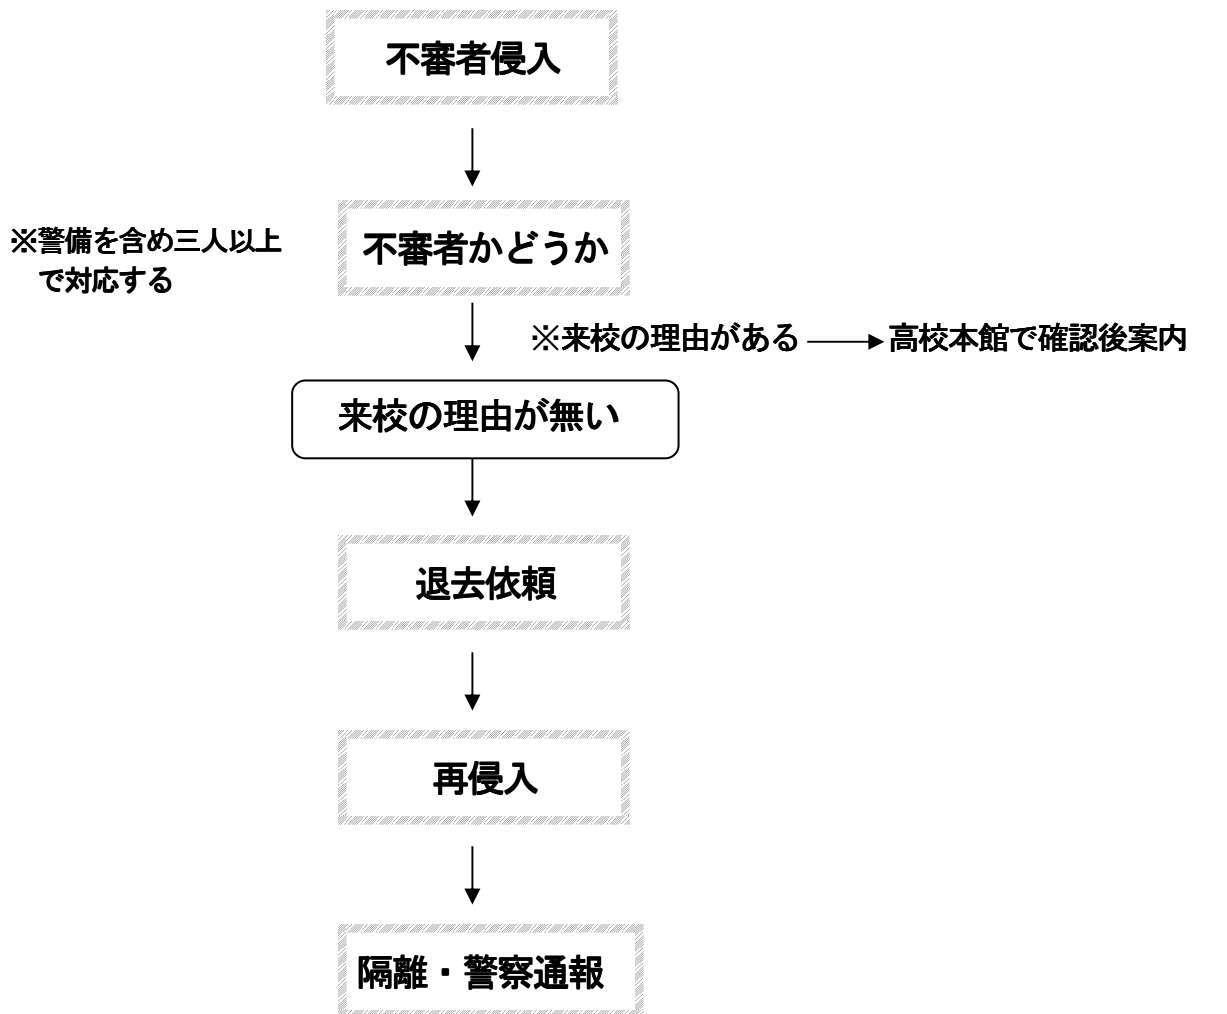 不審者侵入
※警備を含め三人以上
で対応する
不審者かどうか
※来校の理由がある
高校本館で確認後案内
来校の理由が無い
退去依頼
再侵入
隔離・警察通報